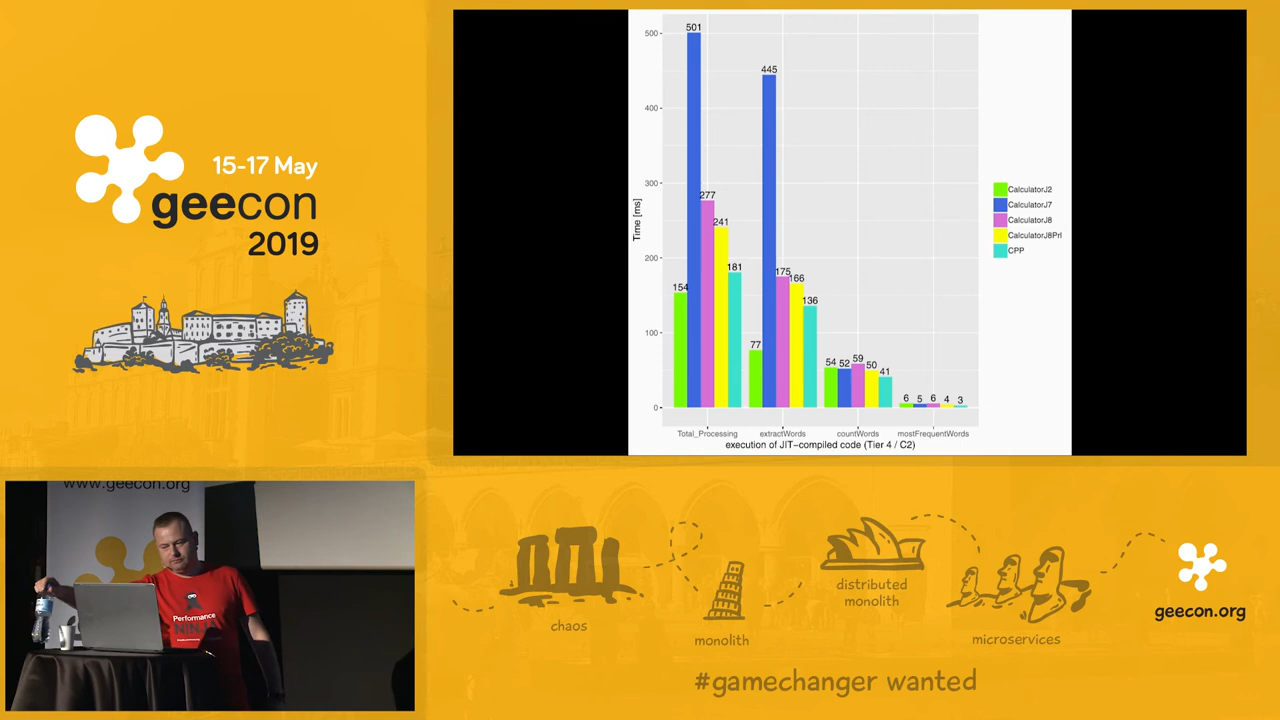 15-17 May
geecon
2019
501
445
277
241
181
154
175
166
136
77
54
52
59
50
41
6
5
6
4
3
500
400
300
200
100
0
Time [ms]
Total_Processing
extractWords
countWords
mostFrequentWords
execution of JIT–compiled code (Tier 4 / C2)
CalculatorJ2
CalculatorJ7
CalculatorJ8
CalculatorJ8Prl
CPP
www.geecon.org
Performance
chaos
monolith
distributed
monolith
microservices
geecon.org
#gamechanger wanted